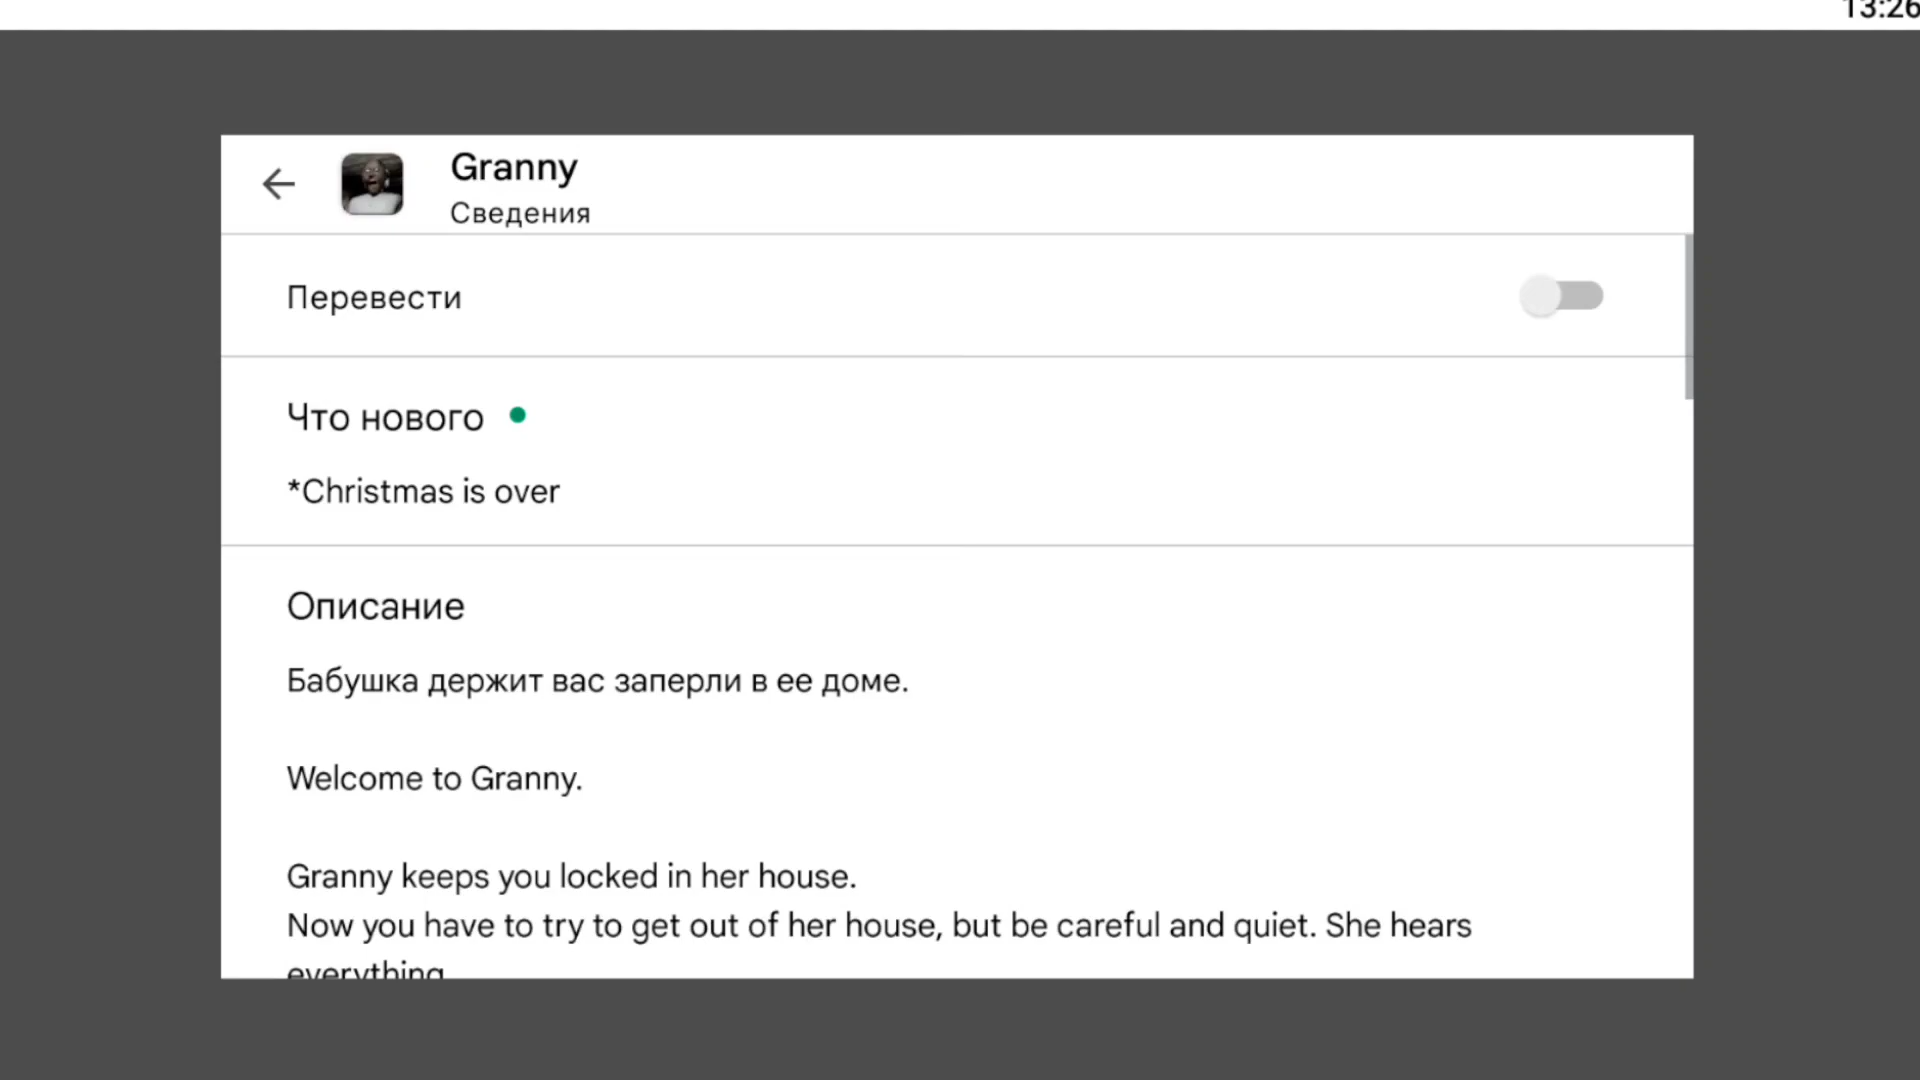 13:26
Granny
Сведения
Перевести
Что нового
*Christmas is over
Описание
Бабушка держит вас заперли в ее доме.
Welcome to Granny.
Granny keeps you locked in her house.
Now you have to try to get out of her house, but be careful and quiet. She hears
everything